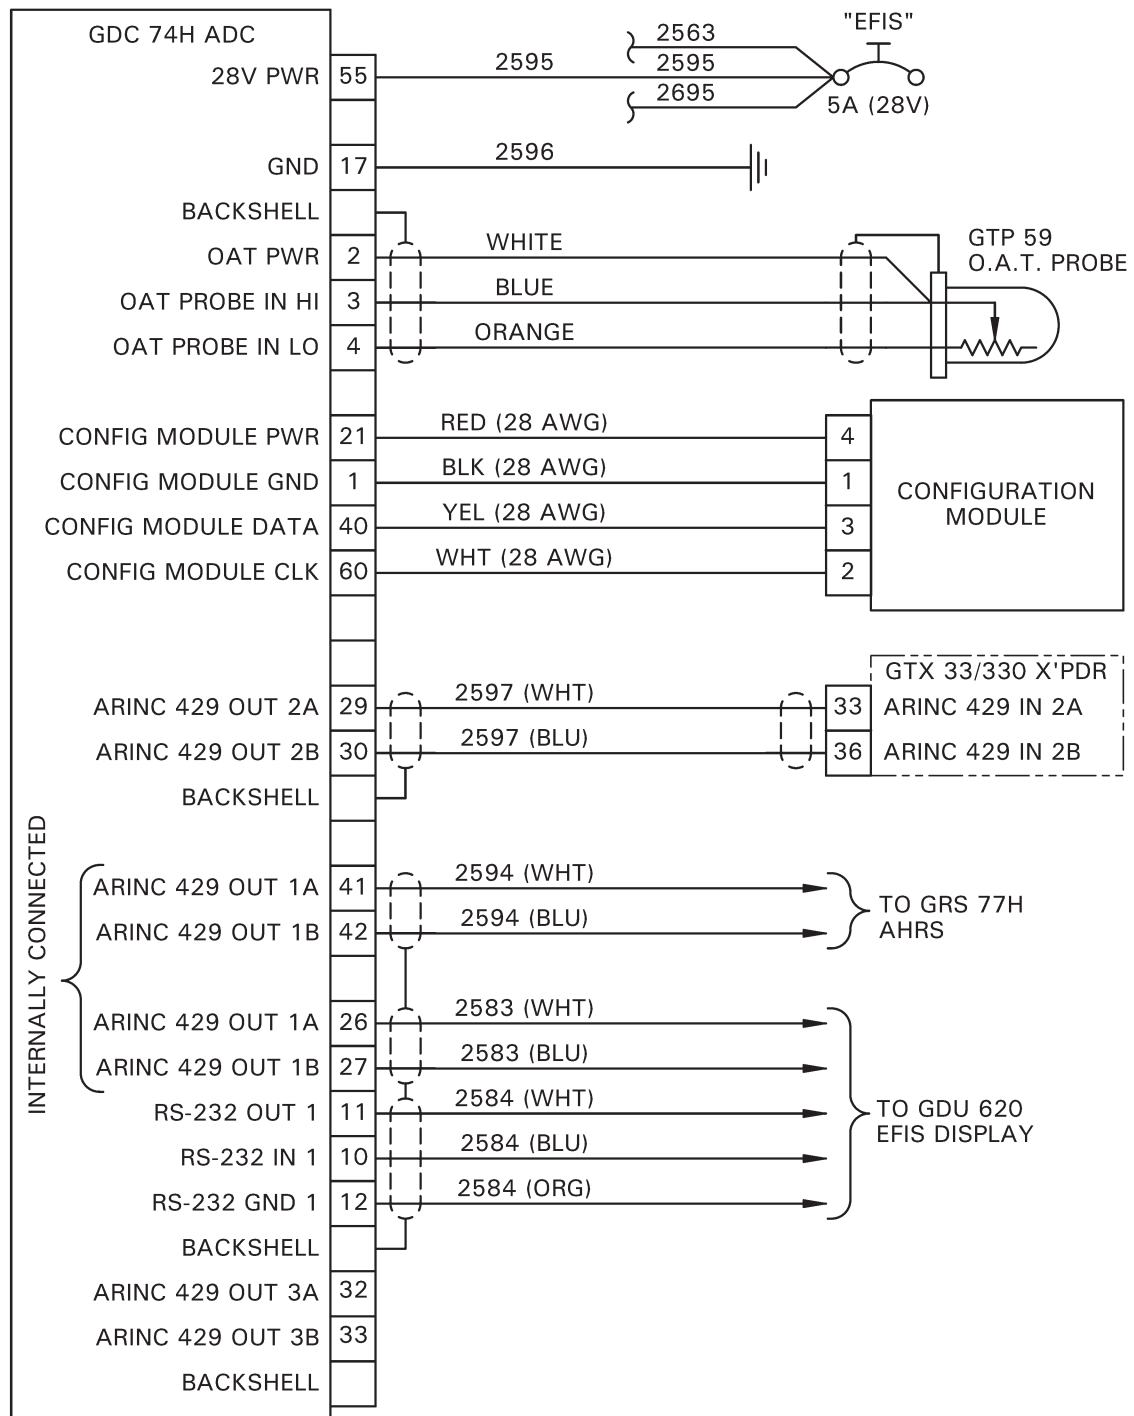 GDC 74H ADC
"EFIS"
5A (28V)
2563
2595
2695
28V PWR 55 2595
GND 17 2596
BACKSHELL
OAT PWR 2 WHITE
OAT PROBE IN HI 3 BLUE
OAT PROBE IN LO 4 ORANGE
GTP 59
O.A.T. PROBE
CONFIG MODULE PWR 21 RED (28 AWG) 4
CONFIG MODULE GND 1 BLK (28 AWG) 1
CONFIG MODULE DATA 40 YEL (28 AWG) 3
CONFIG MODULE CLK 60 WHT (28 AWG) 2
CONFIGURATION
MODULE
GTX 33/330 X'PDR
ARINC 429 OUT 2A 29 2597 (WHT) 33 ARINC 429 IN 2A
ARINC 429 OUT 2B 30 2597 (BLU) 36 ARINC 429 IN 2B
BACKSHELL
INTERNALLY CONNECTED
ARINC 429 OUT 1A 41 2594 (WHT)
ARINC 429 OUT 1B 42 2594 (BLU)
TO GRS 77H
AHRS
ARINC 429 OUT 1A 26 2583 (WHT)
ARINC 429 OUT 1B 27 2583 (BLU)
RS-232 OUT 1 11 2584 (WHT)
RS-232 IN 1 10 2584 (BLU)
RS-232 GND 1 12 2584 (ORG)
TO GDU 620
EFIS DISPLAY
BACKSHELL
ARINC 429 OUT 3A 32
ARINC 429 OUT 3B 33
BACKSHELL